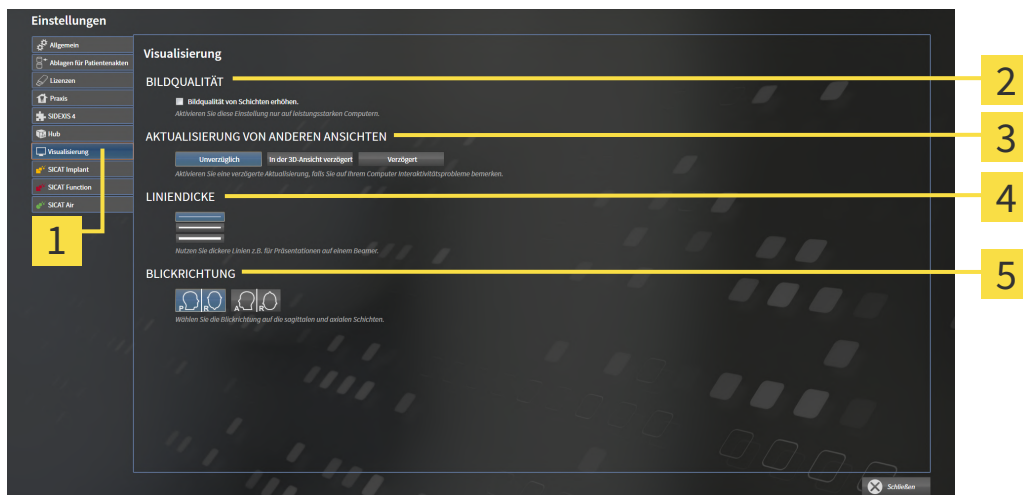 Einstellungen
Allgemein
Ablagen für Patientenakten
Lizenzen
Praxis
SIDEXIS 4
Hub
Visualisierung
SICAT Implant
SICAT Function
SICAT Air
1
Visualisierung
BILDQUALITÄT
2
Bildqualität von Schichten erhöhen.
Aktivieren Sie diese Einstellung nur auf leistungsstarken Computern.
AKTUALISIERUNG VON ANDEREN ANSICHTEN
3
Unverzüglich In der 3D-Ansicht verzögert Verzögert
Aktivieren Sie eine verzögerte Aktualisierung, falls Sie auf Ihrem Computer Interaktivitätsprobleme bemerken.
LINIENDICKE
4
Nutzen Sie dickere Linien z.B. für Präsentationen auf einem Beamer.
BLICKRICHTUNG
5
P R A R
Wählen Sie die Blickrichtung auf die sagittalen und axialen Schichten.
Schließen